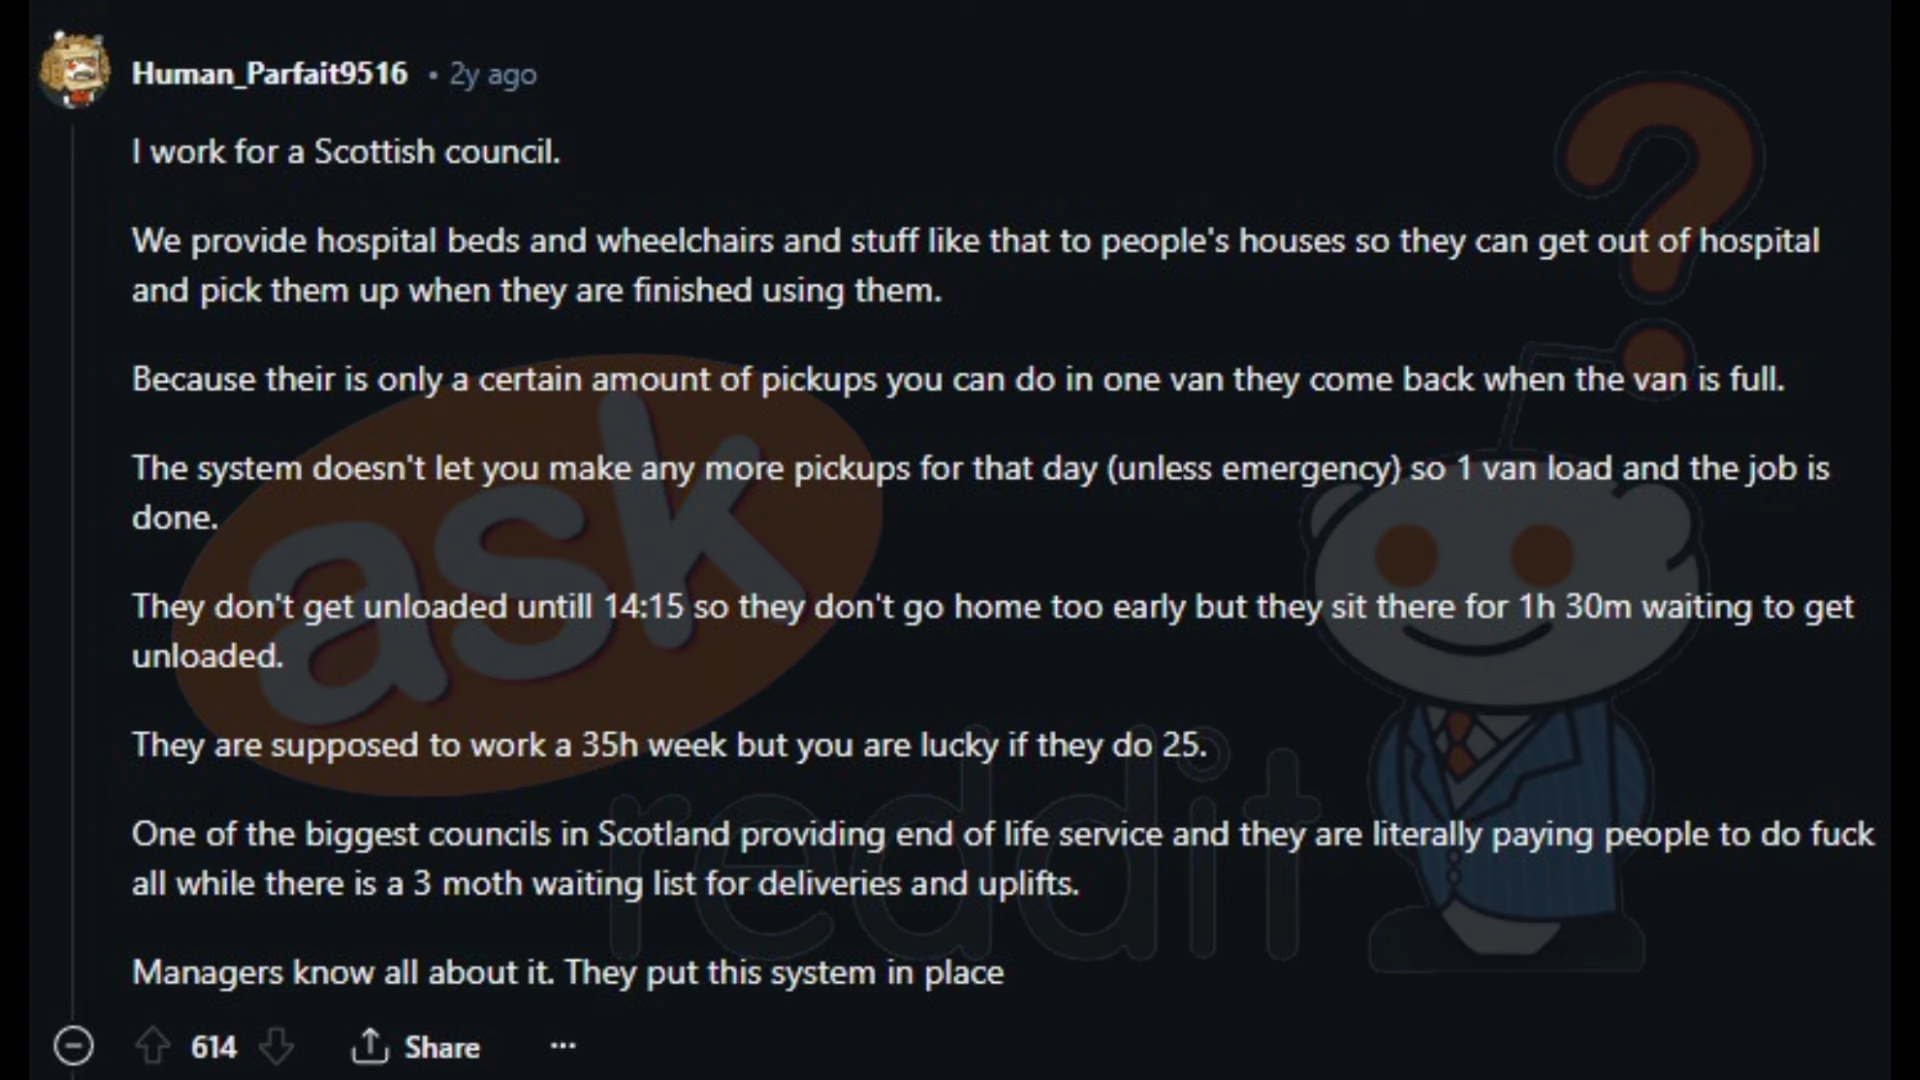 Human_Parfait9516 • 2y ago
I work for a Scottish council.
We provide hospital beds and wheelchairs and stuff like that to people's houses so they can get out of hospital
and pick them up when they are finished using them.
Because their is only a certain amount of pickups you can do in one van they come back when the van is full.
The system doesn't let you make any more pickups for that day (unless emergency) so 1 van load and the job is
done.
They don't get unloaded untill 14:15 so they don't go home too early but they sit there for 1h 30m waiting to get
unloaded.
They are supposed to work a 35h week but you are lucky if they do 25.
One of the biggest councils in Scotland providing end of life service and they are literally paying people to do fuck
all while there is a 3 moth waiting list for deliveries and uplifts.
Managers know all about it. They put this system in place
614 Share ...
ask
reddit
?